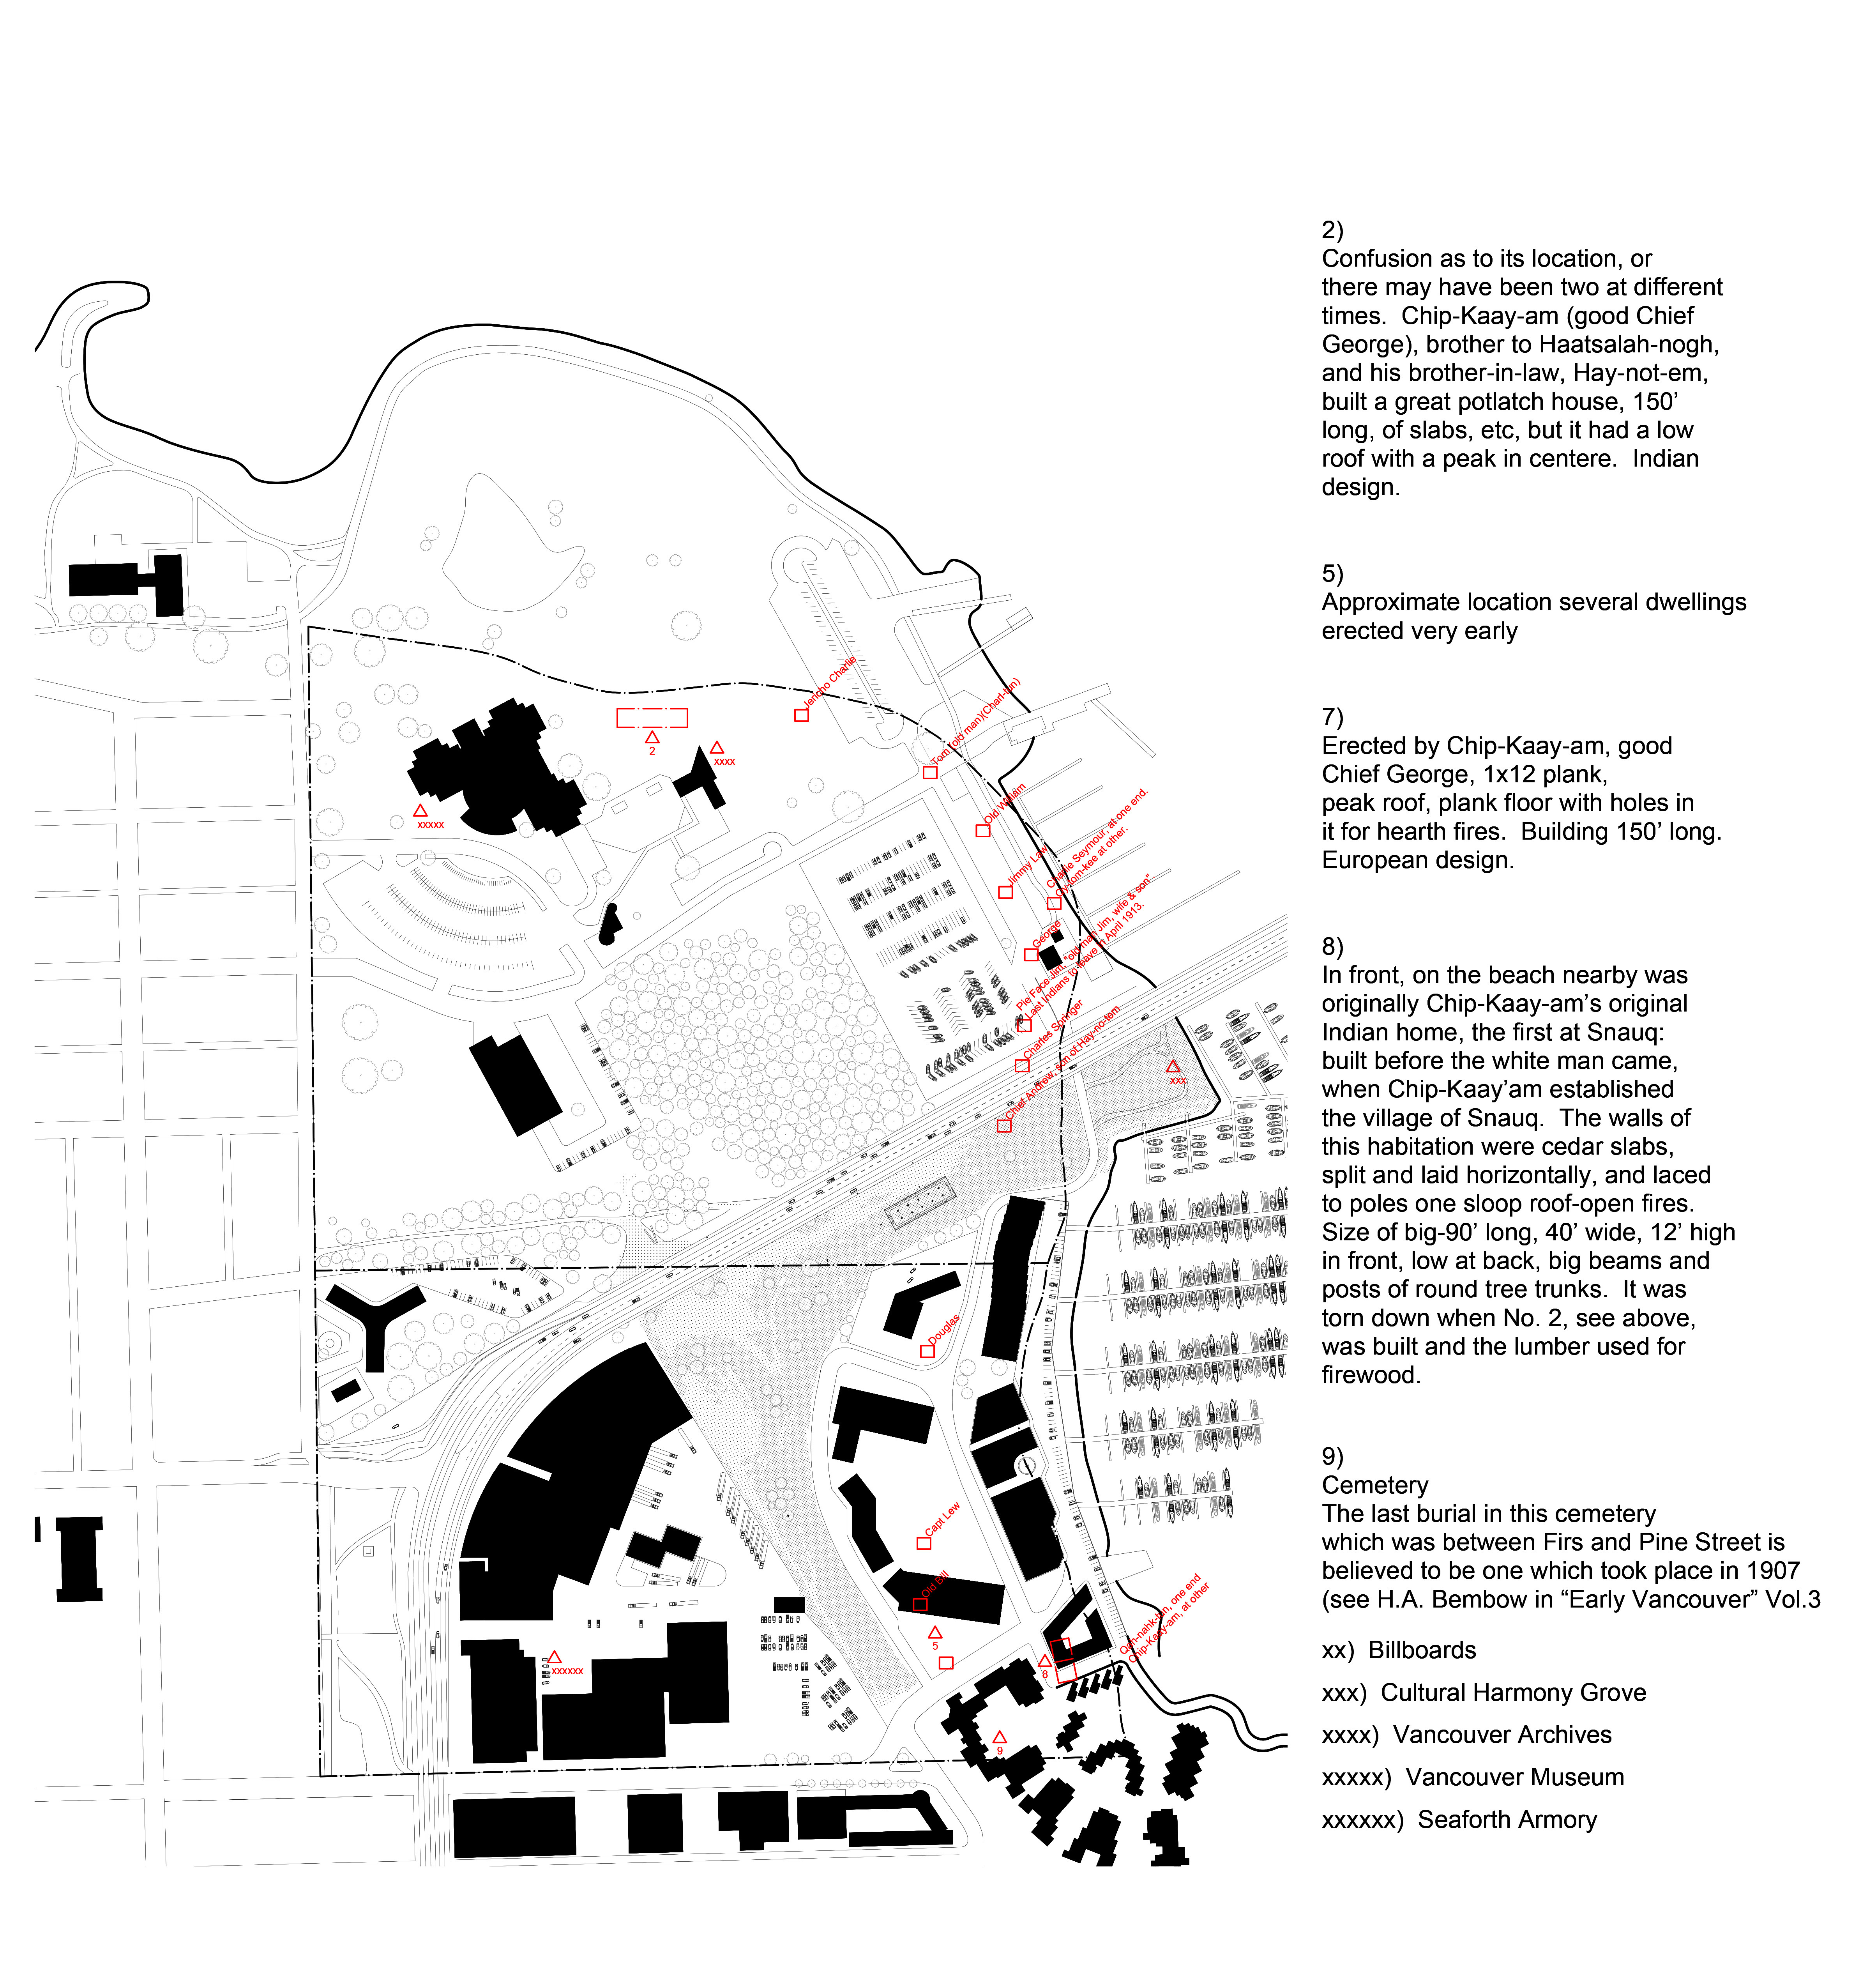 2)
Confusion as to its location, or
there may have been two at different
times.  Chip-Kaay-am (good Chief
George), brother to Haatsalah-nogh,
and his brother-in-law, Hay-not-em,
built a great potlatch house, 150’
long, of slabs, etc, but it had a low
roof with a peak in centere.  Indian
design.
5)
Approximate location several dwellings
erected very early
7)
Erected by Chip-Kaay-am, good
Chief George, 1x12 plank,
peak roof, plank floor with holes in
it for hearth fires.  Building 150’ long.
European design.
8)
In front, on the beach nearby was
originally Chip-Kaay-am’s original
Indian home, the first at Snauq:
built before the white man came,
when Chip-Kaay’am established
the village of Snauq.  The walls of
this habitation were cedar slabs,
split and laid horizontally, and laced
to poles one sloop roof-open fires.
Size of big-90’ long, 40’ wide, 12’ high
in front, low at back, big beams and
posts of round tree trunks.  It was
torn down when No. 2, see above,
was built and the lumber used for
firewood.
9)
Cemetery
The last burial in this cemetery
which was between Firs and Pine Street is
believed to be one which took place in 1907
(see H.A. Bembow in “Early Vancouver” Vol.3
xx)  Billboards
xxx)  Cultural Harmony Grove
xxxx)  Vancouver Archives
xxxxx)  Vancouver Museum
xxxxxx)  Seaforth Armory
Jericho Charlie
2
xxxx
Tom (old man)(Charl-tun)
xxxxx
Old William
Jimmy Law
Charlie Seymour, at one end.
at other.
George
Pie Face Jim, "old man Jim, wife & son".
Last Indians to leave in April 1913.
Charles Springer
Chief Andrew, son of Hay-no-tem
xxx
Douglas
Capt Lew
Old Bill
5
one end
Chip-Kaay-am, at other
8
xxxxxx
9